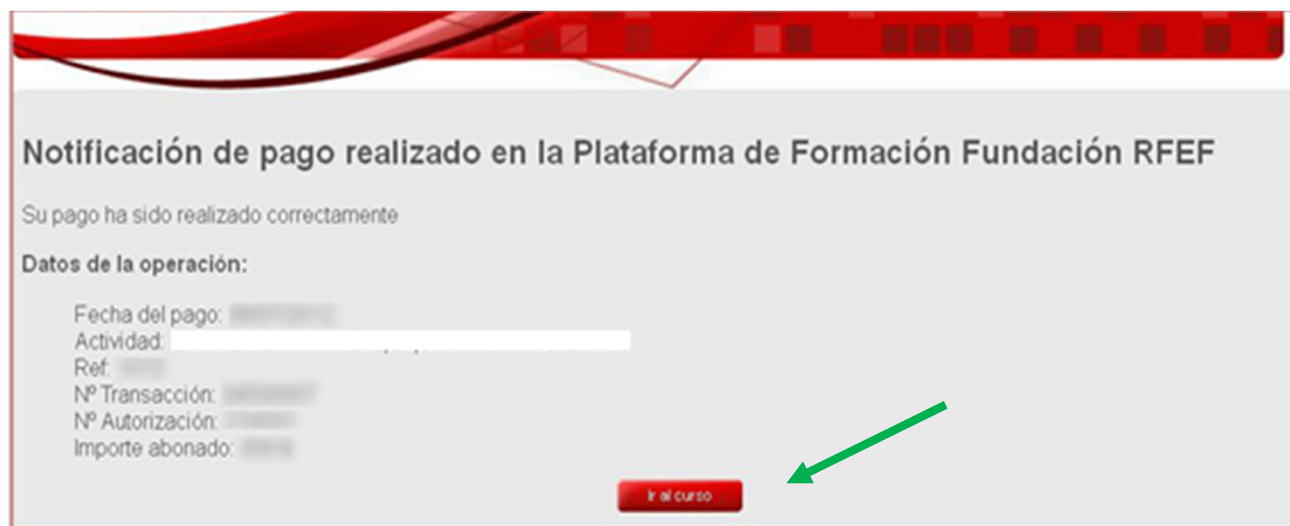 Notificación de pago realizado en la Plataforma de Formación Fundación RFEF
Su pago ha sido realizado correctamente
Datos de la operación:
Fecha del pago:
Actividad:
Ref:
Nº Transacción:
Nº Autorización:
Importe abonado:
Ir al curso